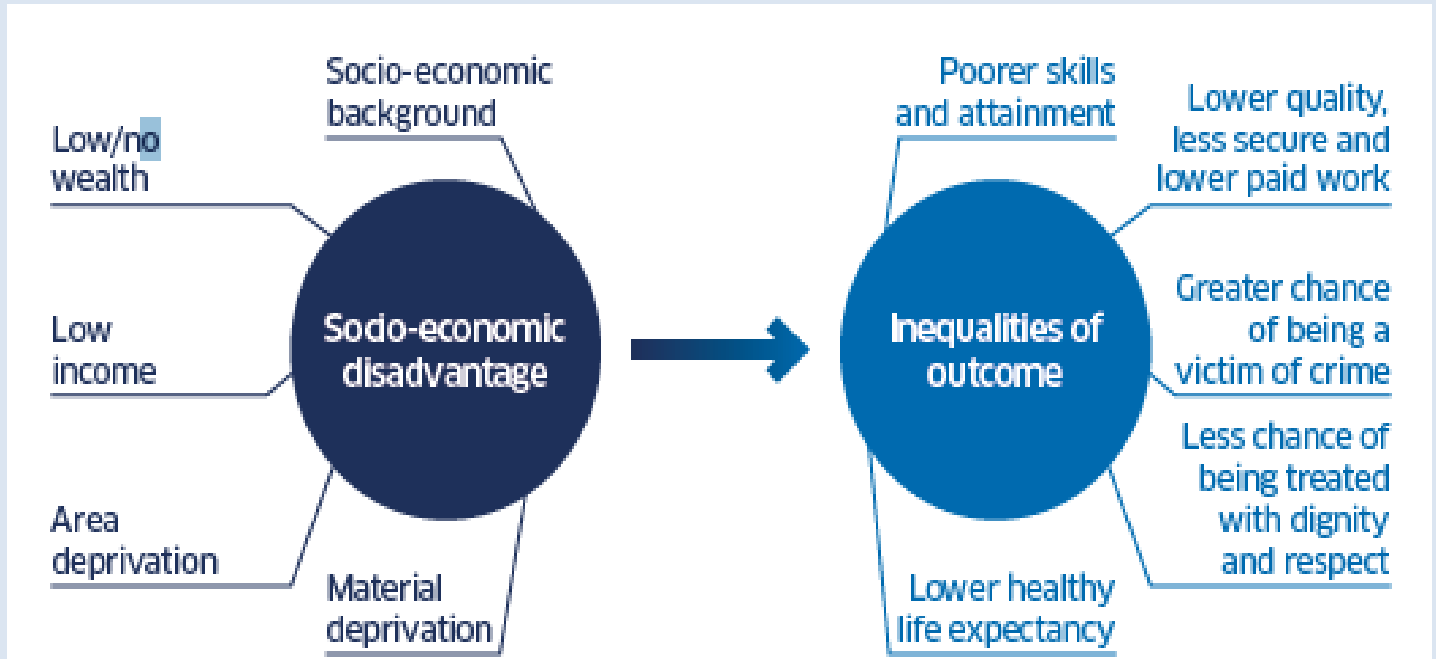 Socio-economic
background
Low/no
wealth
Low
income
Area
deprivation
Material
deprivation
Socio-economic
disadvantage
Inequalities of
outcome
Poorer skills
and attainment
Lower quality,
less secure and
lower paid work
Greater chance
of being a
victim of crime
Less chance of
being treated
with dignity
and respect
Lower healthy
life expectancy